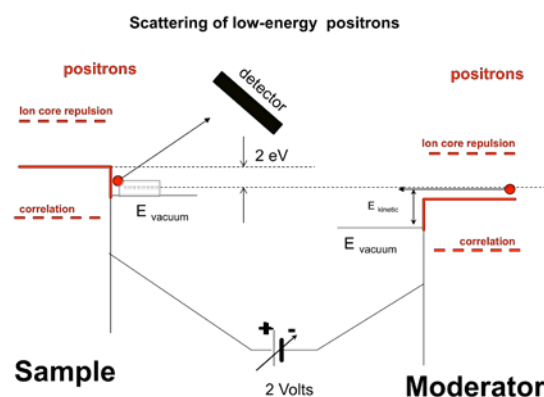 Scattering of low-energy positrons
positrons
positrons
detector
Ion core repulsion
Ion core repulsion
2 eV
E kinetic
correlation
E vacuum
E vacuum
correlation
+ -
Sample
2 Volts
Moderator